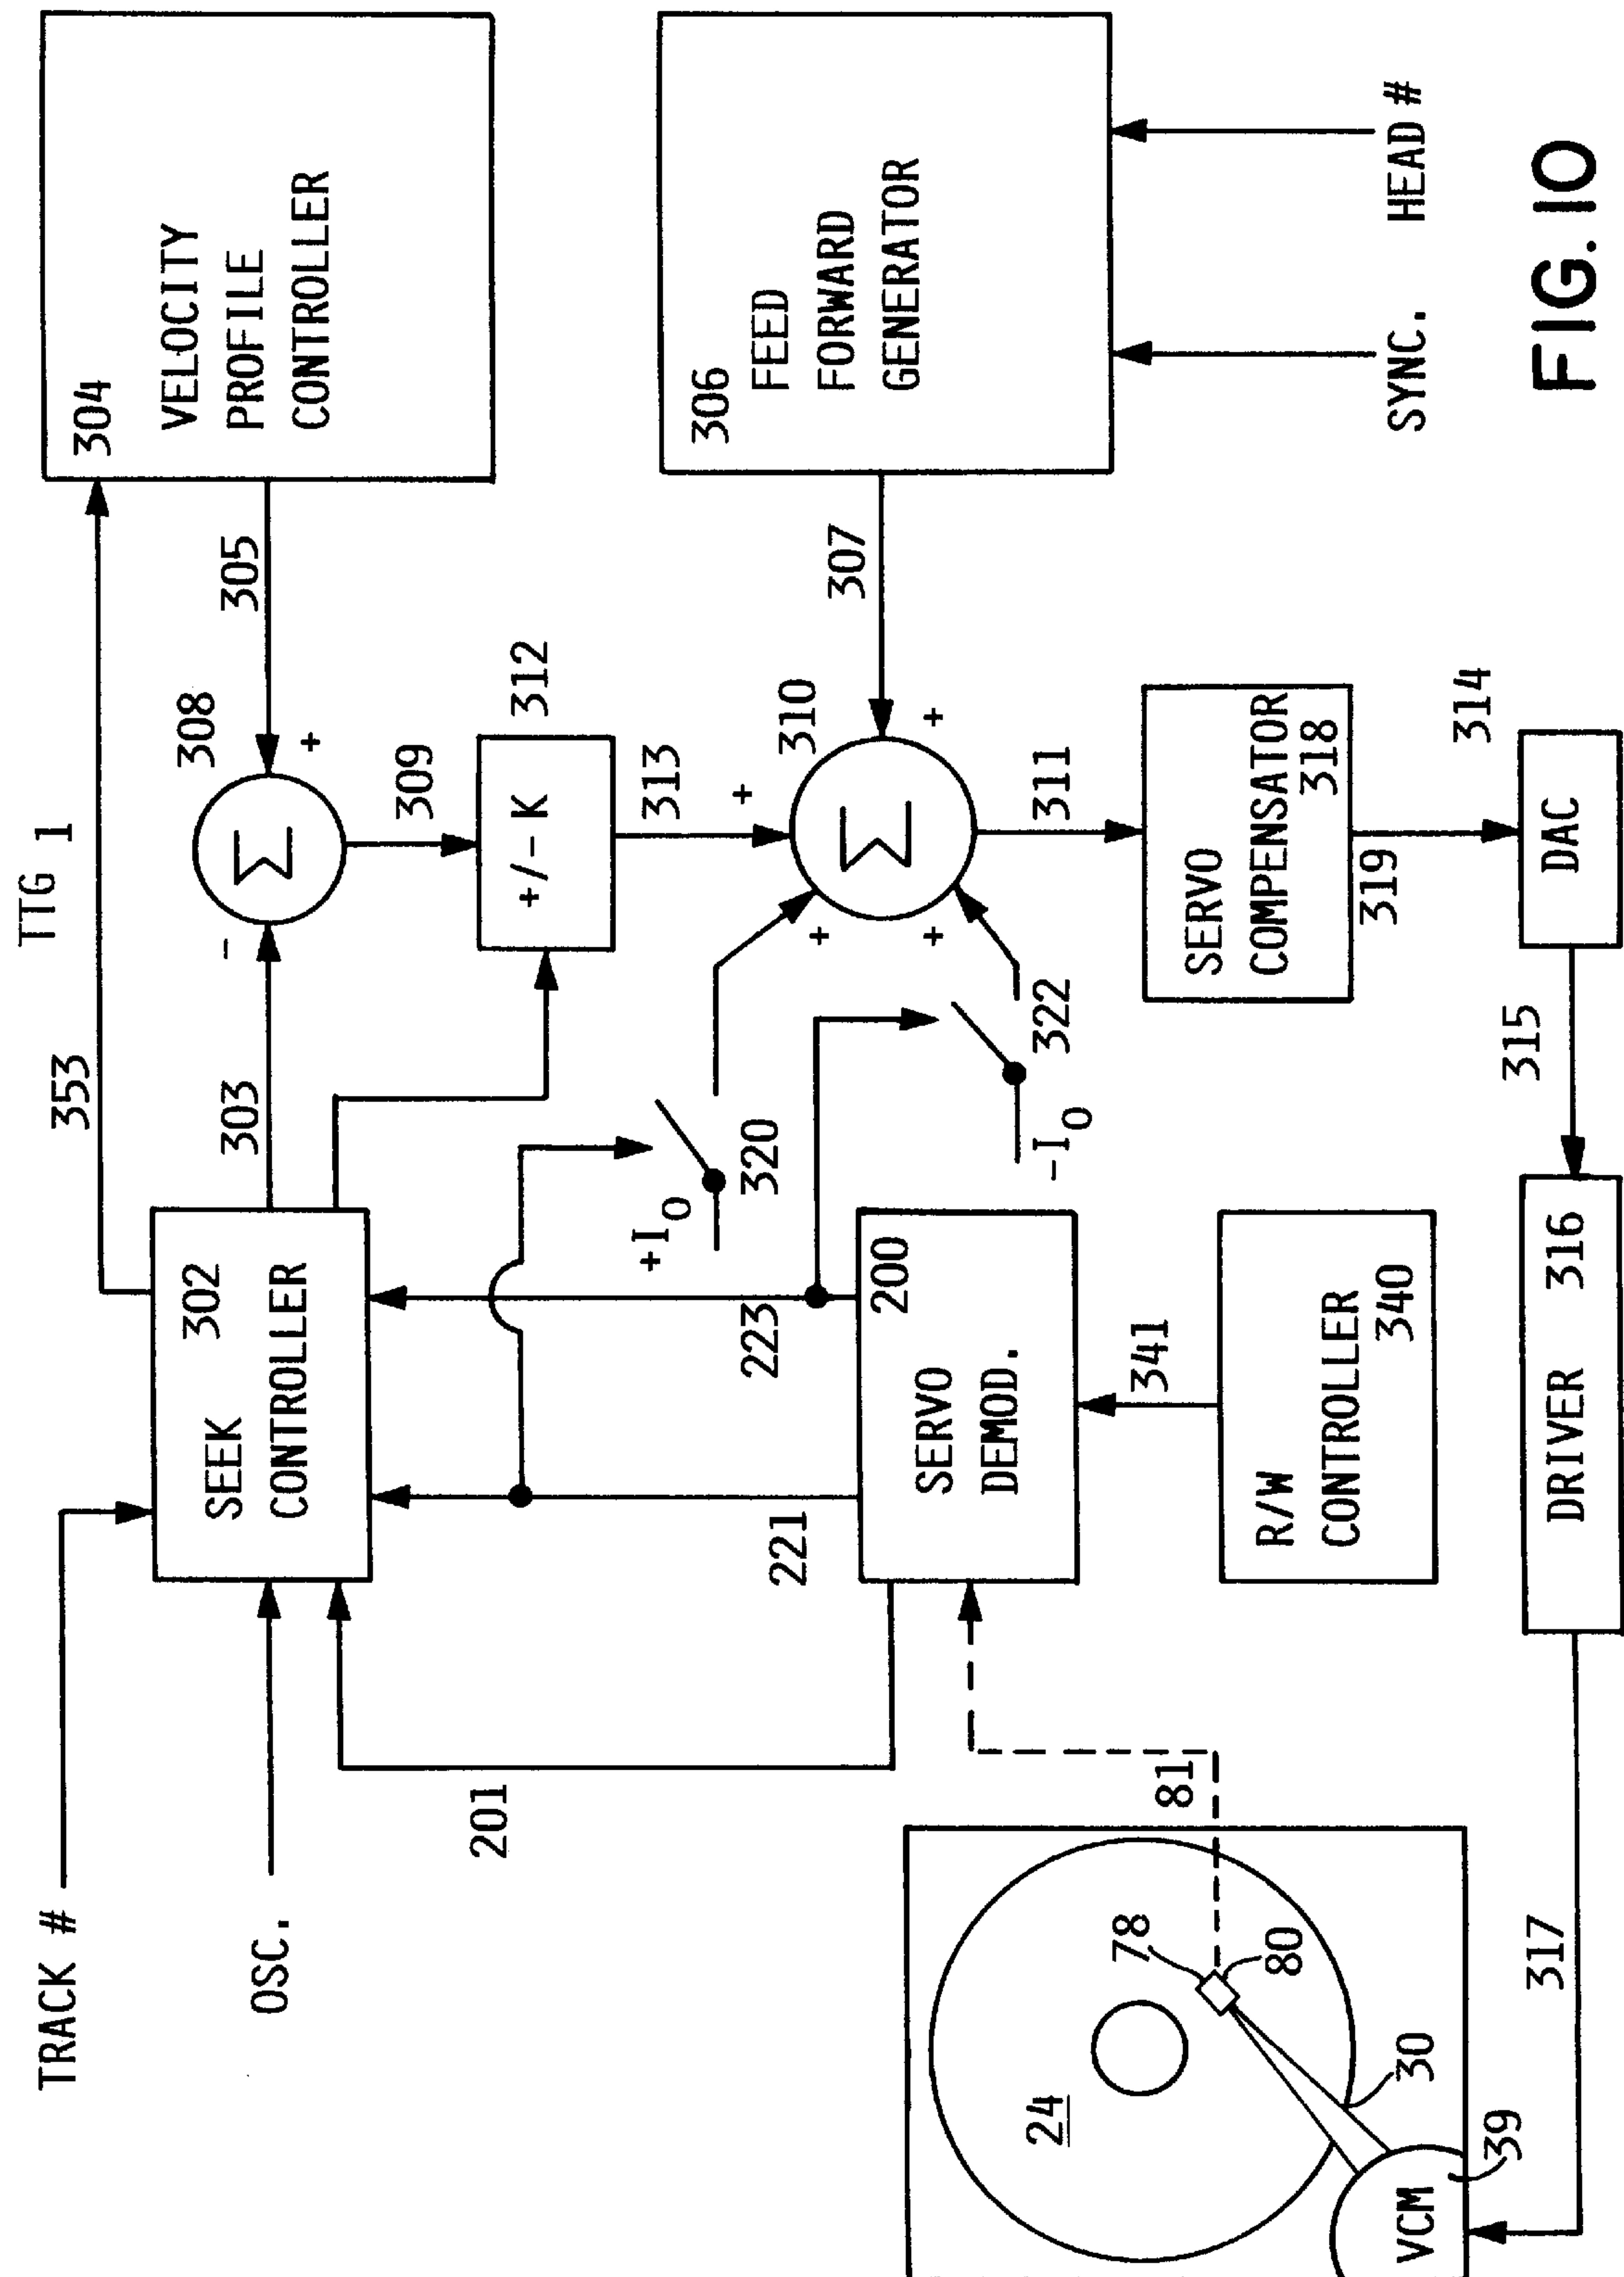 TRACK #
OSC.
353
TTG 1
302
SEEK
CONTROLLER
303
-
308
Σ
+
305
304
VELOCITY
PROFILE
CONTROLLER
309
+/- K
312
313
+
201
221
223
+I0
320
-I0
322
+
+
310
Σ
+
307
306
FEED
FORWARD
GENERATOR
SYNC.
HEAD #
200
SERVO
DEMOD.
341
R/W
CONTROLLER
340
311
SERVO
COMPENSATOR
318
319
314
DAC
315
DRIVER 316
317
81
78
80
24
30
39
VCM
FIG. 10